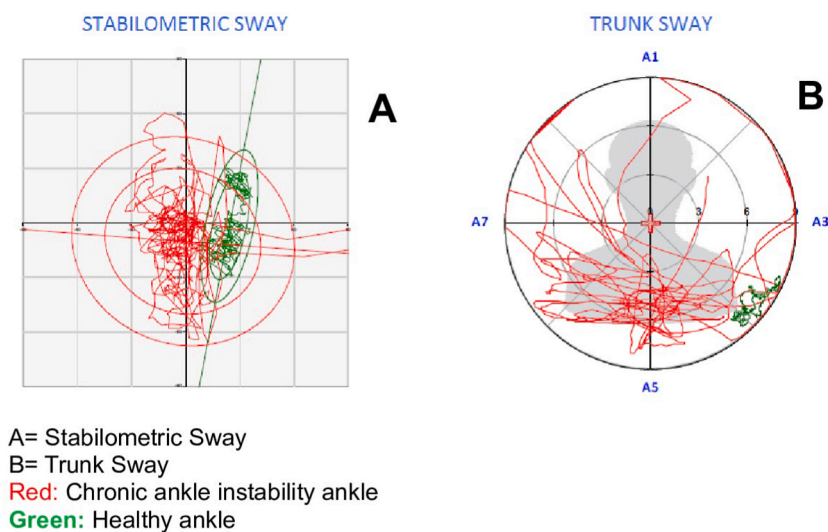 STABILOMETRIC SWAY
TRUNK SWAY
A
B
A1
A7
0 3 6 9
A3
A5
A= Stabilometric Sway
B= Trunk Sway
Red: Chronic ankle instability ankle
Green: Healthy ankle